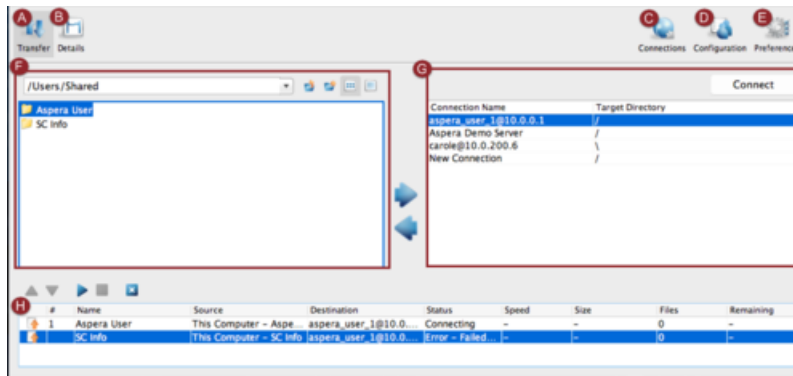 A B C D E
Transfer Details Connections Configuration Preference
F G
/Users/Shared Connect
Aspera User
SC Info
Connection Name Target Directory
aspera_user_1@10.0.0.1 /
Aspera Demo Server /
carole@10.0.200.6 \
New Connection /
H # Name Source Destination Status Speed Size Files Remaining
1 Aspera User This Computer - Aspe... aspera_user_1@10.0.... Connecting - - 0 -
SC Info This Computer - SC Info aspera_user_1@10.0.... Error - Failed... - - 0 -